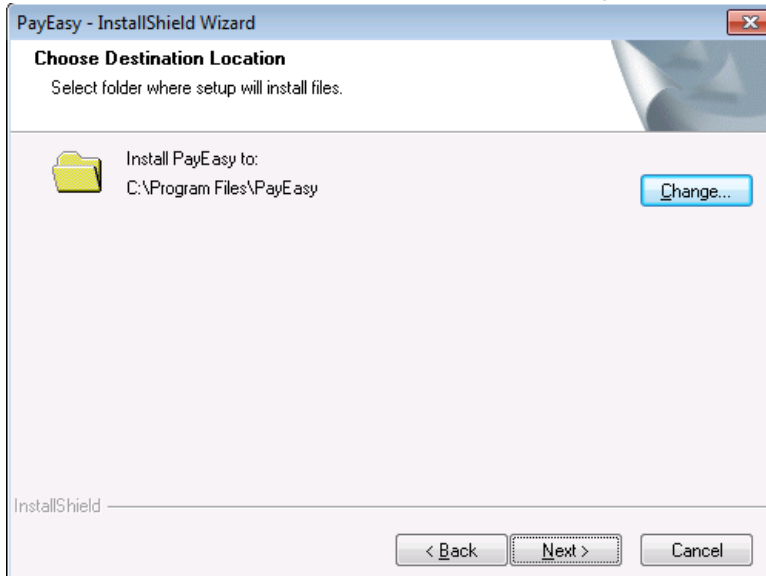 PayEasy - InstallShield Wizard
Choose Destination Location
Select folder where setup will install files.
Install PayEasy to:
C:\Program Files\PayEasy
Change...
InstallShield
< Back
Next >
Cancel